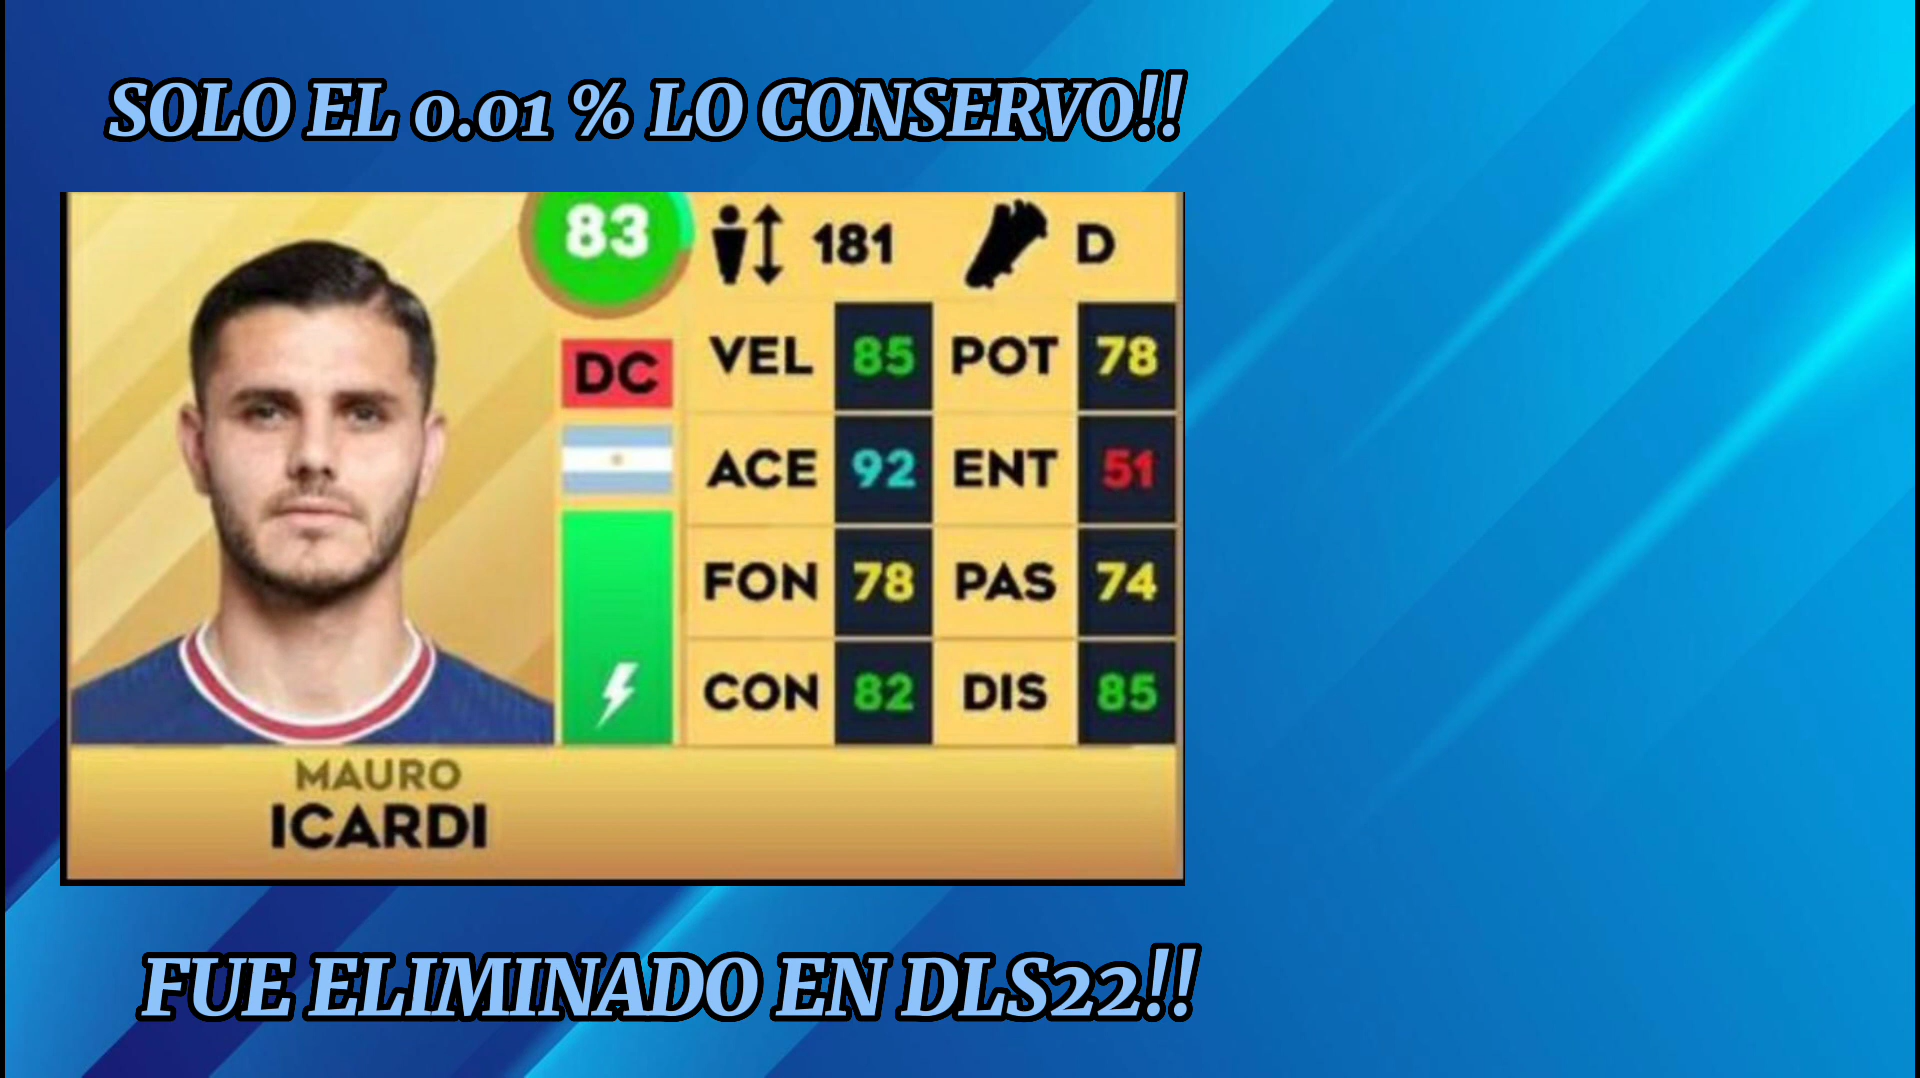 SOLO EL 0.01 % LO CONSERVO!!
83 181 D
DC
VEL 85 POT 78
ACE 92 ENT 51
FON 78 PAS 74
CON 82 DIS 85
MAURO
ICARDI
FUE ELIMINADO EN DLS22!!